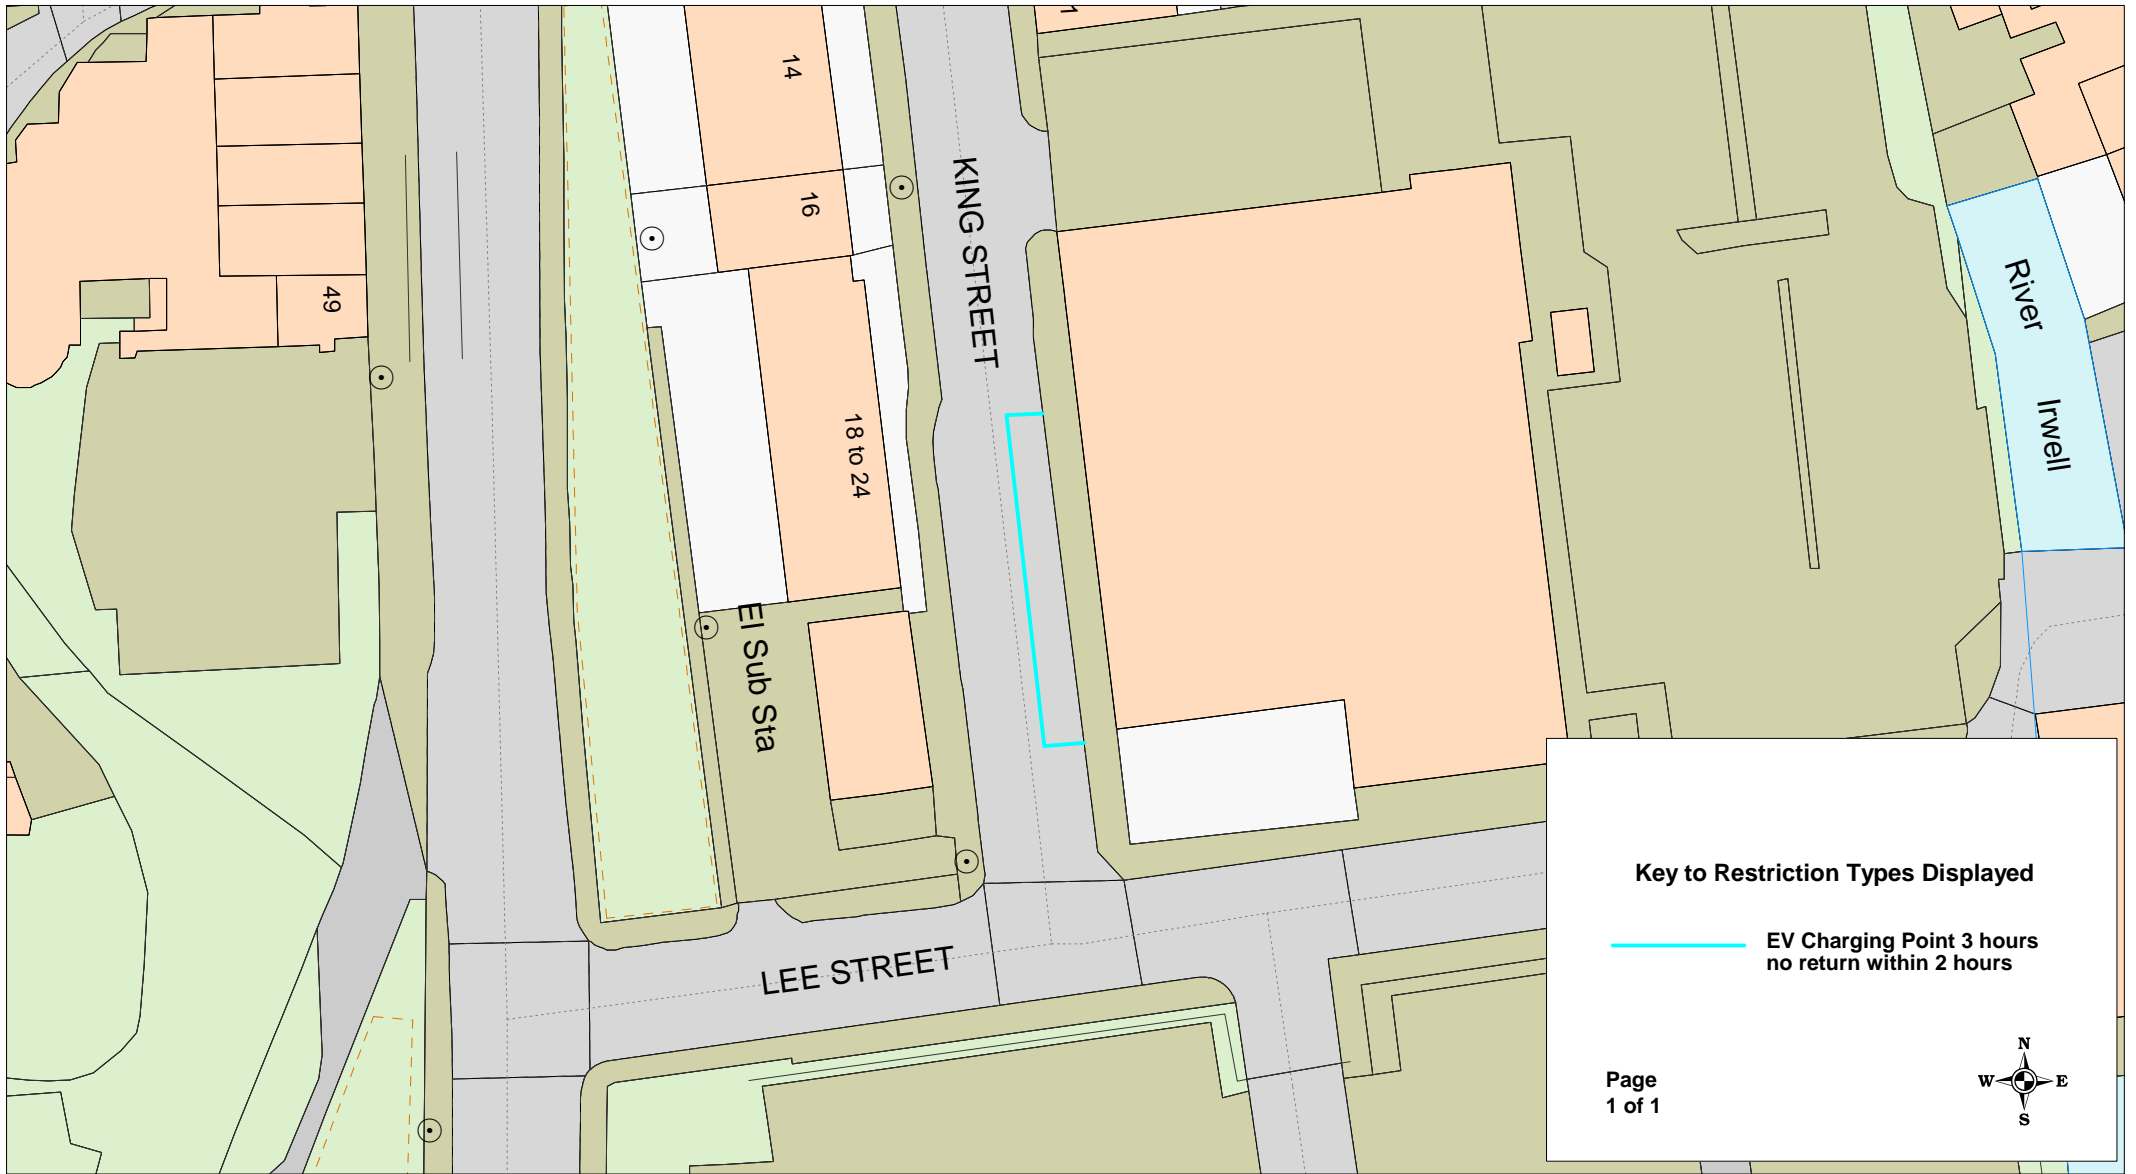 1
14
16
KING STREET
49
River
Irwell
18 to 24
El Sub Sta
LEE STREET
Key to Restriction Types Displayed
EV Charging Point 3 hours
no return within 2 hours
Page
1 of 1
N
W E
S